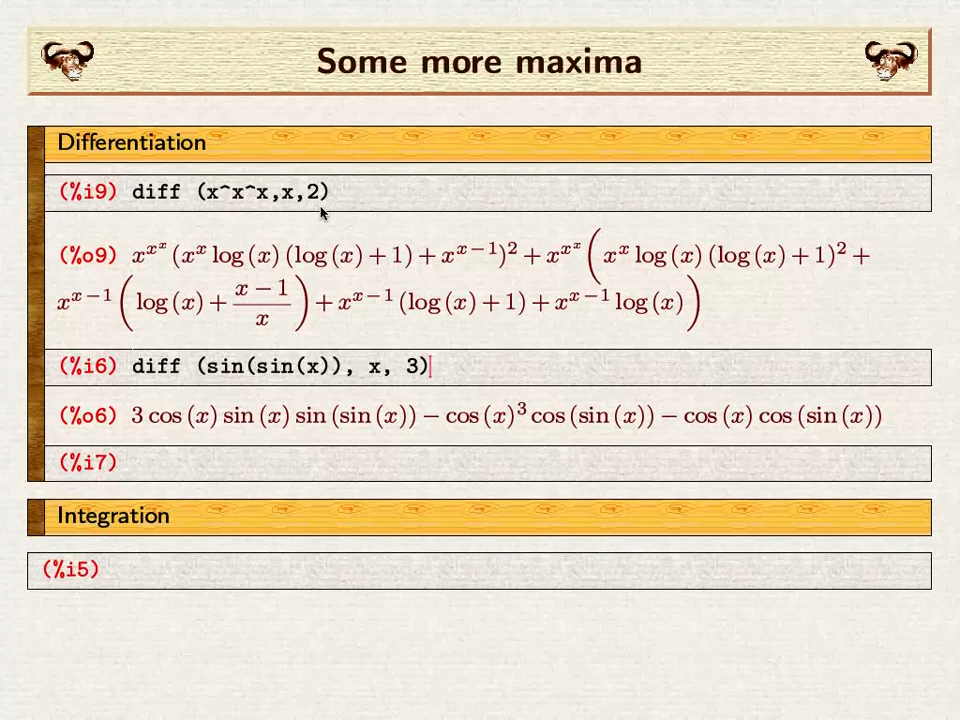 Some more maxima
Differentiation
(%i9) diff (x^x^x,x,2)
(%o9) x^{x^x} (x^x log (x) (log (x) + 1) + x^{x−1})^2 + x^{x^x} (x^x log (x) (log (x) + 1)^2 +
x^{x−1} (log (x) + \frac{x − 1}{x}) + x^{x−1} (log (x) + 1) + x^{x−1} log (x))
(%i6) diff (sin(sin(x)), x, 3)
(%o6) 3 cos (x) sin (x) sin (sin (x)) − cos (x)^3 cos (sin (x)) − cos (x) cos (sin (x))
(%i7)
Integration
(%i5)